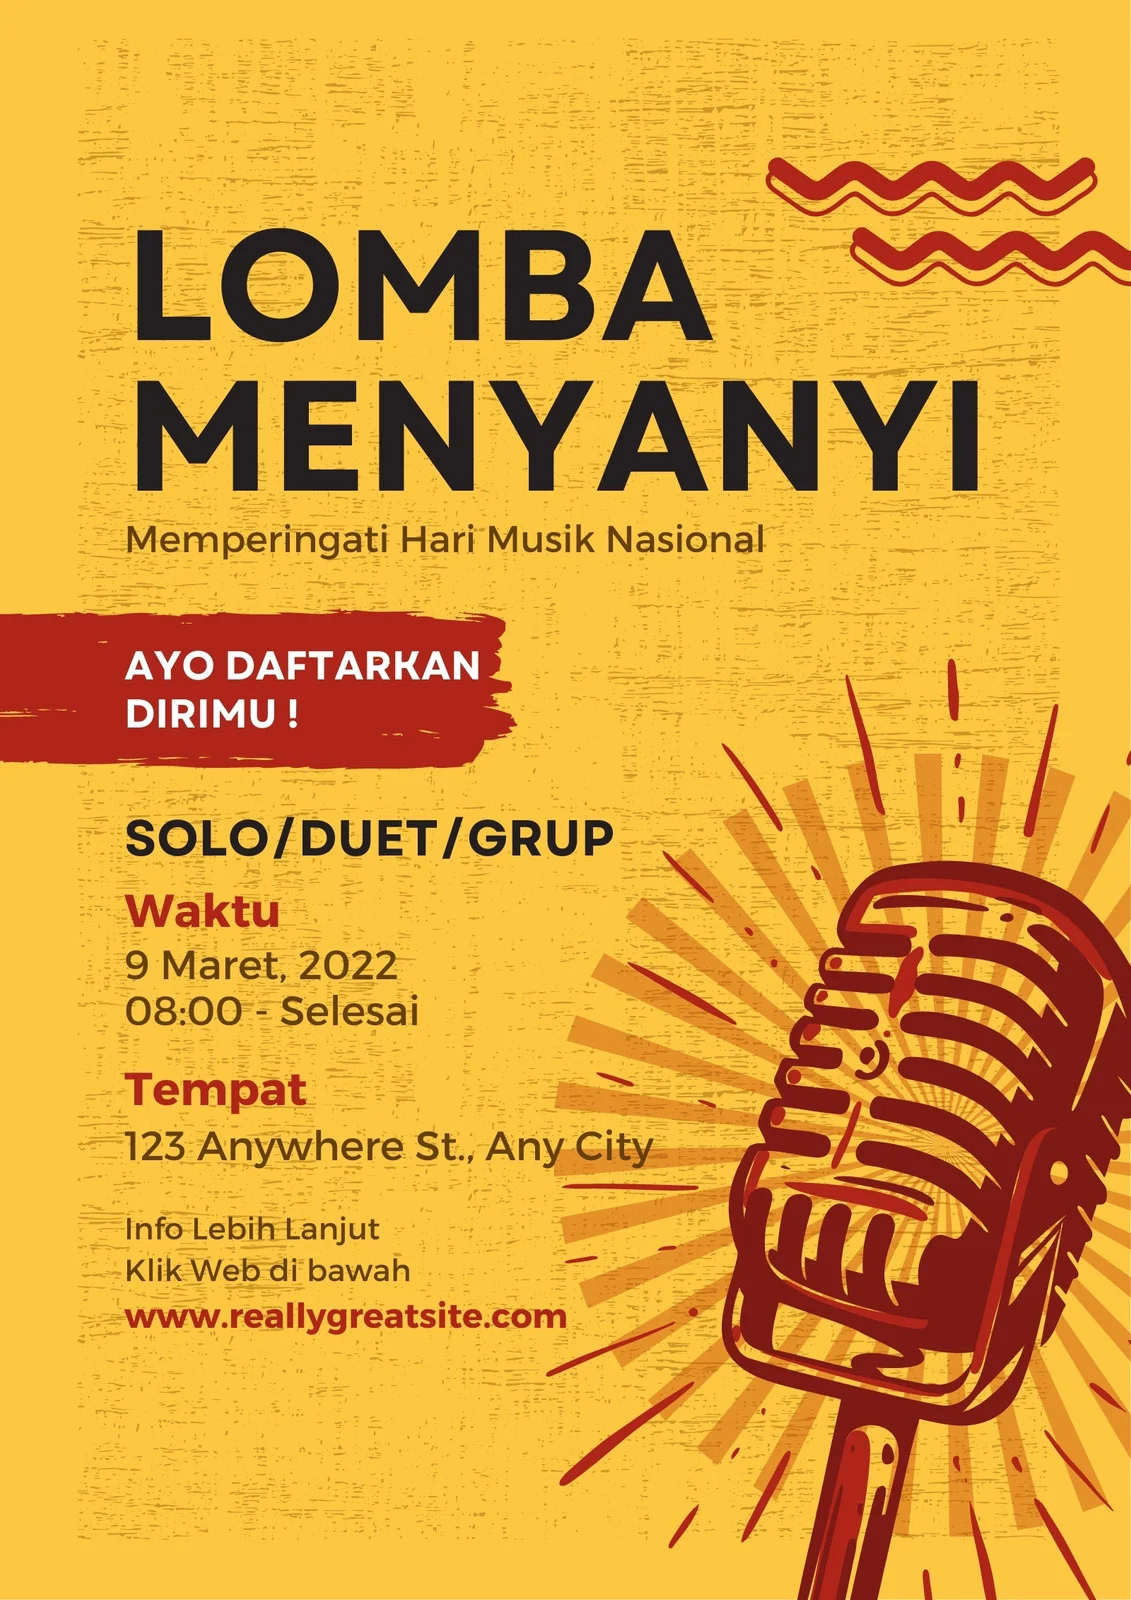 LOMBA
MENYANYI
Memperingati Hari Musik Nasional
AYO DAFTARKAN
DIRIMU !
SOLO/DUET/GRUP
Waktu
9 Maret, 2022
08:00 - Selesai
Tempat
123 Anywhere St., Any City
Info Lebih Lanjut
Klik Web di bawah
www.reallygreatsite.com